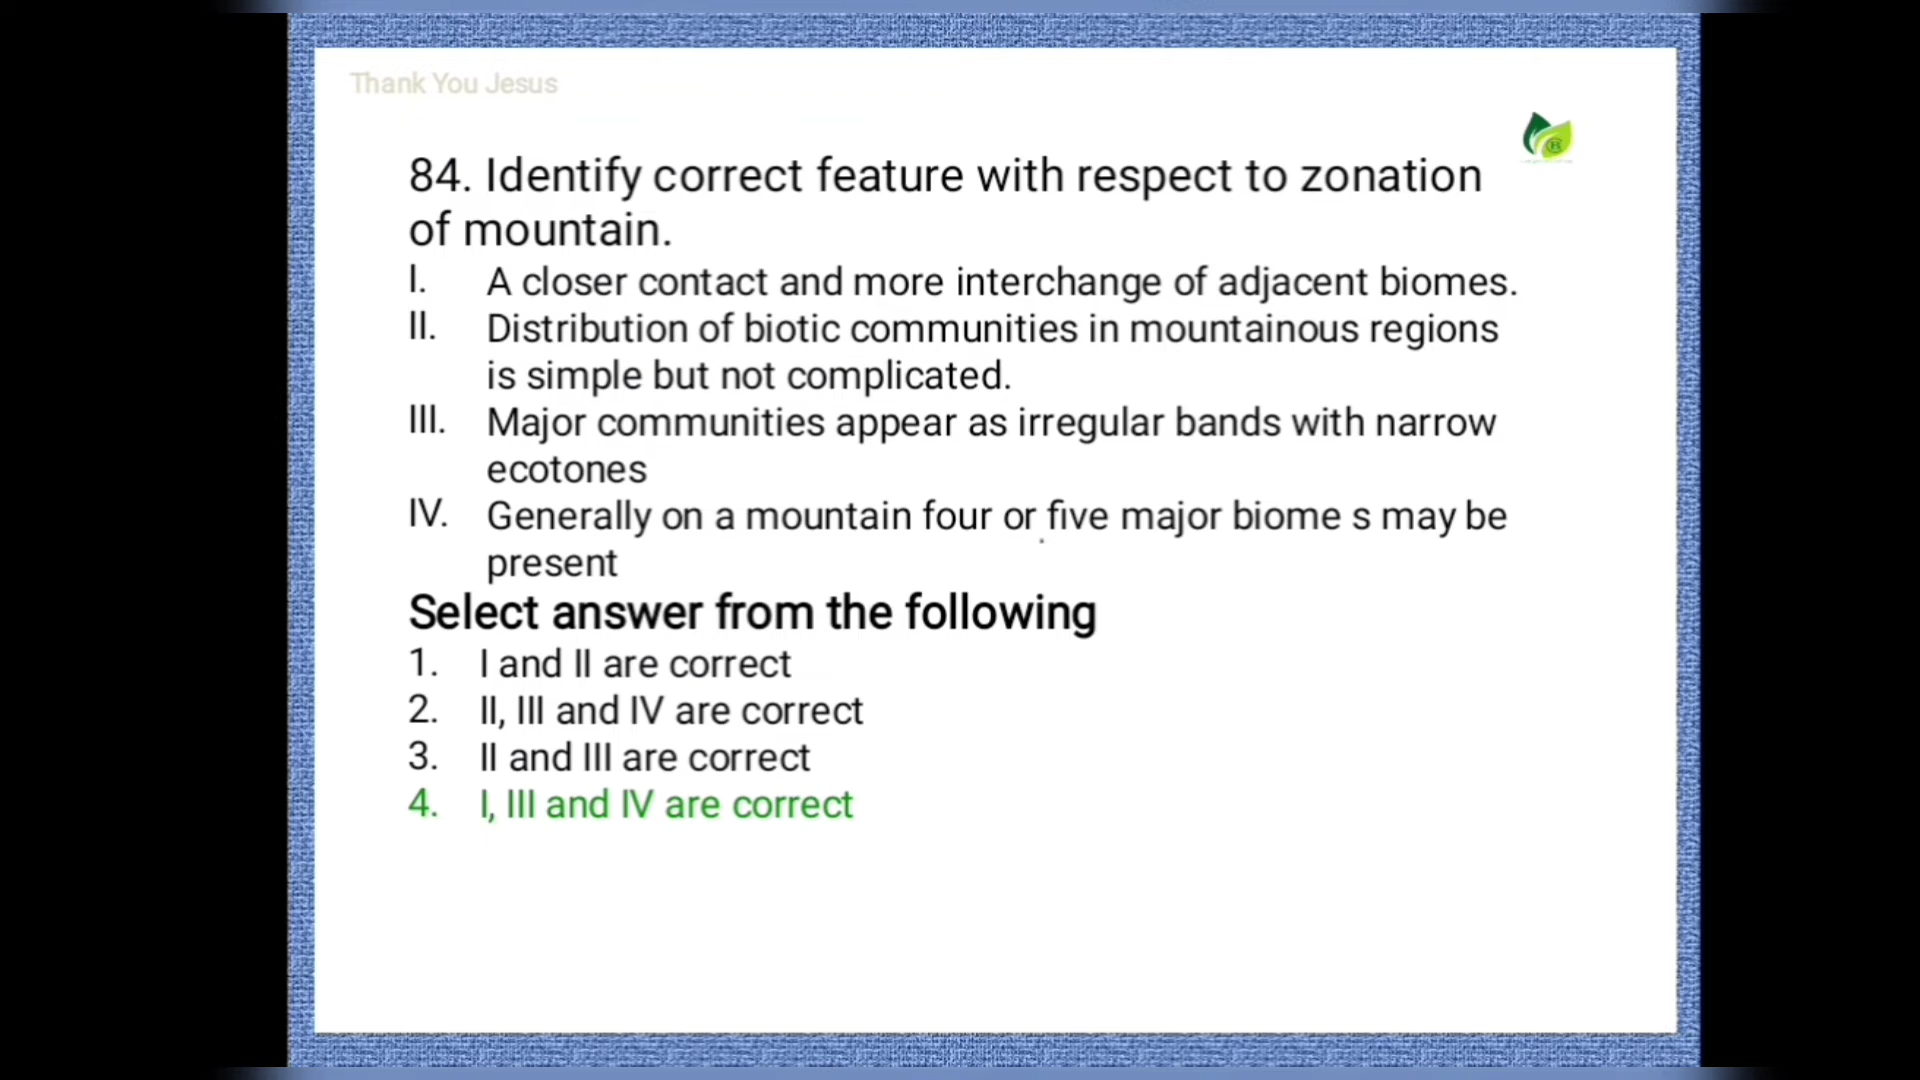 Thank You Jesus
84. Identify correct feature with respect to zonation
of mountain.
I. A closer contact and more interchange of adjacent biomes.
II. Distribution of biotic communities in mountainous regions
is simple but not complicated.
III. Major communities appear as irregular bands with narrow
ecotones
IV. Generally on a mountain four or five major biome s may be
present
Select answer from the following
1. I and II are correct
2. II, III and IV are correct
3. II and III are correct
4. I, III and IV are correct